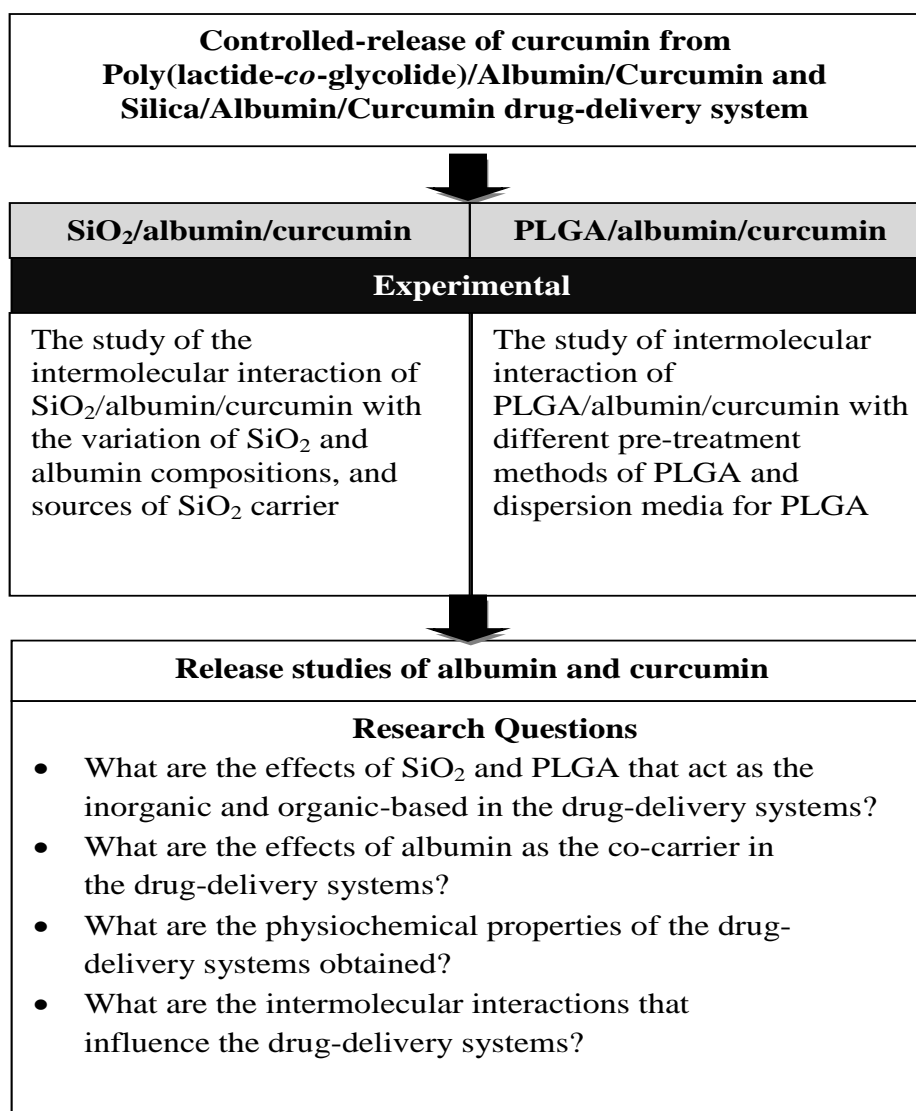 Controlled-release of curcumin from
Poly(lactide-co-glycolide)/Albumin/Curcumin and
Silica/Albumin/Curcumin drug-delivery system
SiO₂/albumin/curcumin
PLGA/albumin/curcumin
Experimental
The study of the
intermolecular interaction of
SiO₂/albumin/curcumin with
the variation of SiO₂ and
albumin compositions, and
sources of SiO₂ carrier
The study of intermolecular
interaction of
PLGA/albumin/curcumin with
different pre-treatment
methods of PLGA and
dispersion media for PLGA
Release studies of albumin and curcumin
Research Questions
• What are the effects of SiO₂ and PLGA that act as the
inorganic and organic-based in the drug-delivery systems?
• What are the effects of albumin as the co-carrier in
the drug-delivery systems?
• What are the physiochemical properties of the drug-
delivery systems obtained?
• What are the intermolecular interactions that
influence the drug-delivery systems?